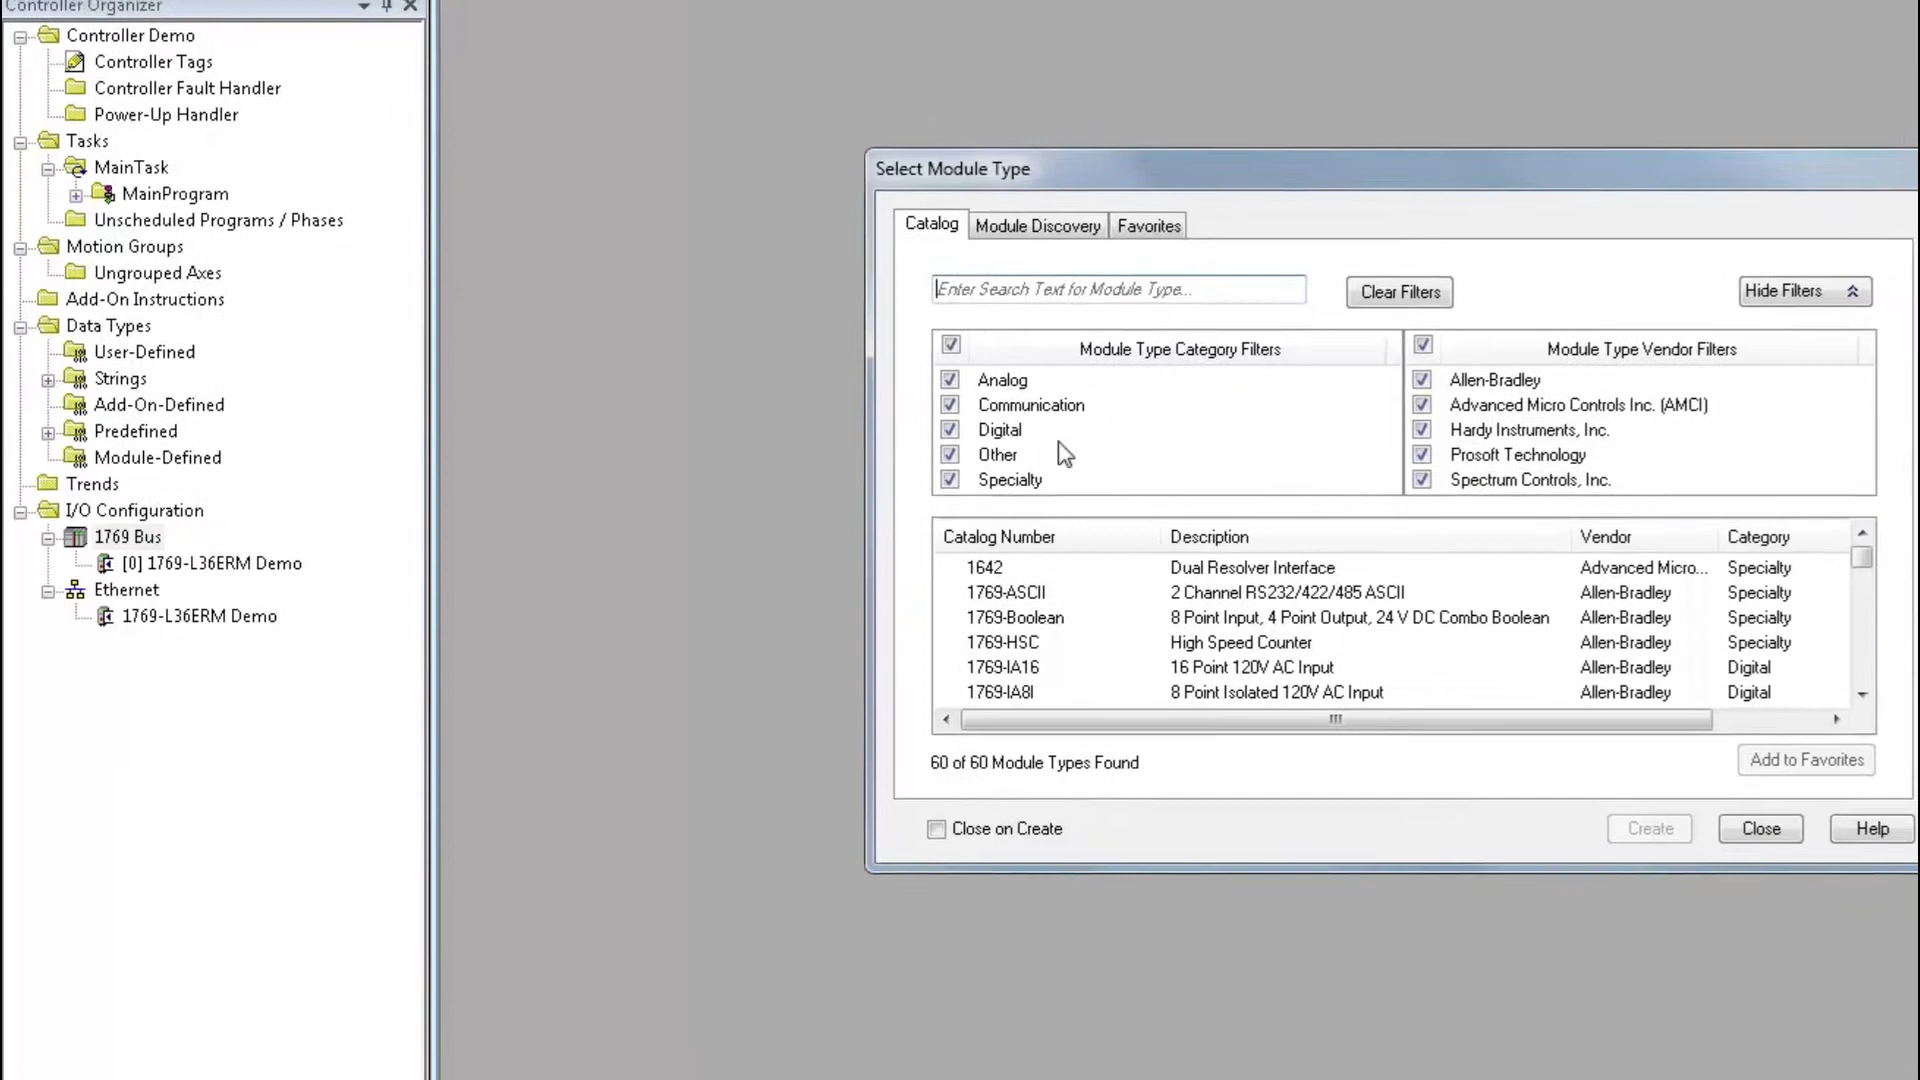 Controller Organizer
Controller Demo
Controller Tags
Controller Fault Handler
Power-Up Handler
Tasks
MainTask
MainProgram
Unscheduled Programs / Phases
Motion Groups
Ungrouped Axes
Add-On Instructions
Data Types
User-Defined
Strings
Add-On-Defined
Predefined
Module-Defined
Trends
I/O Configuration
1769 Bus
[0] 1769-L36ERM Demo
Ethernet
1769-L36ERM Demo
Select Module Type
Catalog Module Discovery Favorites
Enter Search Text for Module Type... Clear Filters Hide Filters
Module Type Category Filters Module Type Vendor Filters
Analog Allen-Bradley
Communication Advanced Micro Controls Inc. (AMCI)
Digital Hardy Instruments, Inc.
Other Prosoft Technology
Specialty Spectrum Controls, Inc.
Catalog Number Description Vendor Category
1642 Dual Resolver Interface Advanced Micro... Specialty
1769-ASCII 2 Channel RS232/422/485 ASCII Allen-Bradley Specialty
1769-Boolean 8 Point Input, 4 Point Output, 24 V DC Combo Boolean Allen-Bradley Specialty
1769-HSC High Speed Counter Allen-Bradley Specialty
1769-IA16 16 Point 120V AC Input Allen-Bradley Digital
1769-IA8I 8 Point Isolated 120V AC Input Allen-Bradley Digital
60 of 60 Module Types Found Add to Favorites
Close on Create Create Close Help